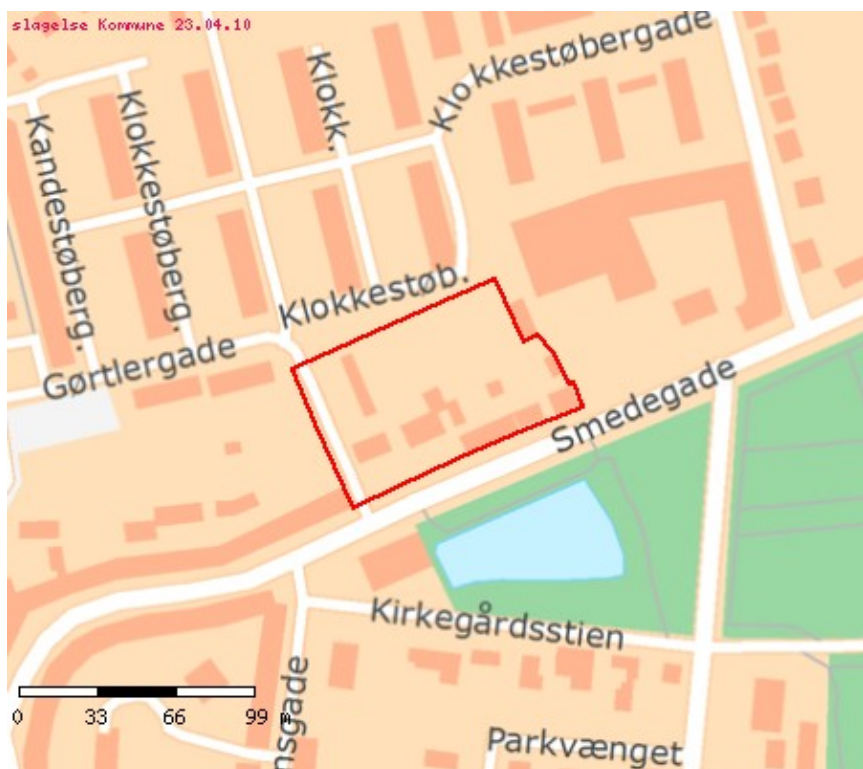 slagelse Kommune 23.04.10
Klokkestøbergade
Klokk.
Klokkestøberg.
Kandestøberg.
Klokkestøb.
Gørtlergade
Smedegade
Kirkegårdsstien
nsgade
Parkvænget
0 33 66 99 m